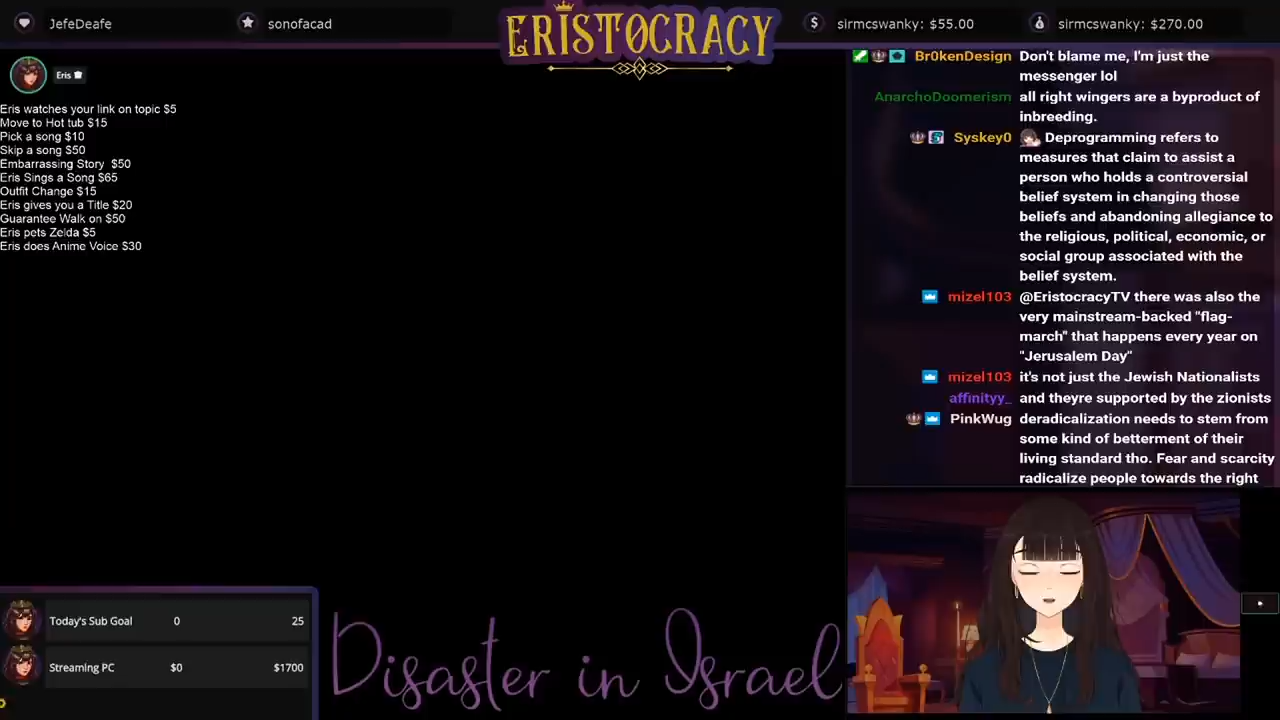 JefeDeafe
sonofacad
ERISTOCRACY
sirmcswanky: $55.00
sirmcswanky: $270.00
Eris
Eris watches your link on topic $5
Move to Hot tub $15
Pick a song $10
Skip a song $50
Embarrassing Story $50
Eris Sings a Song $65
Outfit Change $15
Eris gives you a Title $20
Guarantee Walk on $50
Eris pets Zelda $5
Eris does Anime Voice $30
Br0kenDesign Don't blame me, I'm just the
messenger lol
AnarchoDoomerism all right wingers are a byproduct of
inbreeding.
Syskey0 Deprogramming refers to
measures that claim to assist a
person who holds a controversial
belief system in changing those
beliefs and abandoning allegiance to
the religious, political, economic, or
social group associated with the
belief system.
mizel103 @EristocracyTV there was also the
very mainstream-backed "flag-
march" that happens every year on
"Jerusalem Day"
mizel103 it's not just the Jewish Nationalists
affinityy_ and theyre supported by the zionists
PinkWug deradicalization needs to stem from
some kind of betterment of their
living standard tho. Fear and scarcity
radicalize people towards the right
Today's Sub Goal 0 25
Streaming PC $0 $1700
Disaster in Israel